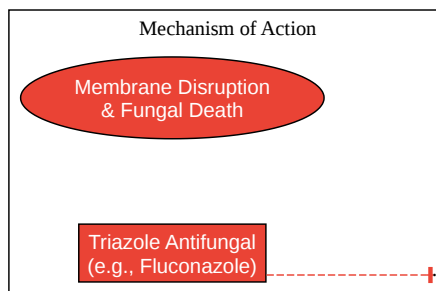 Mechanism of Action
Membrane Disruption
& Fungal Death
Triazole Antifungal
(e.g., Fluconazole)